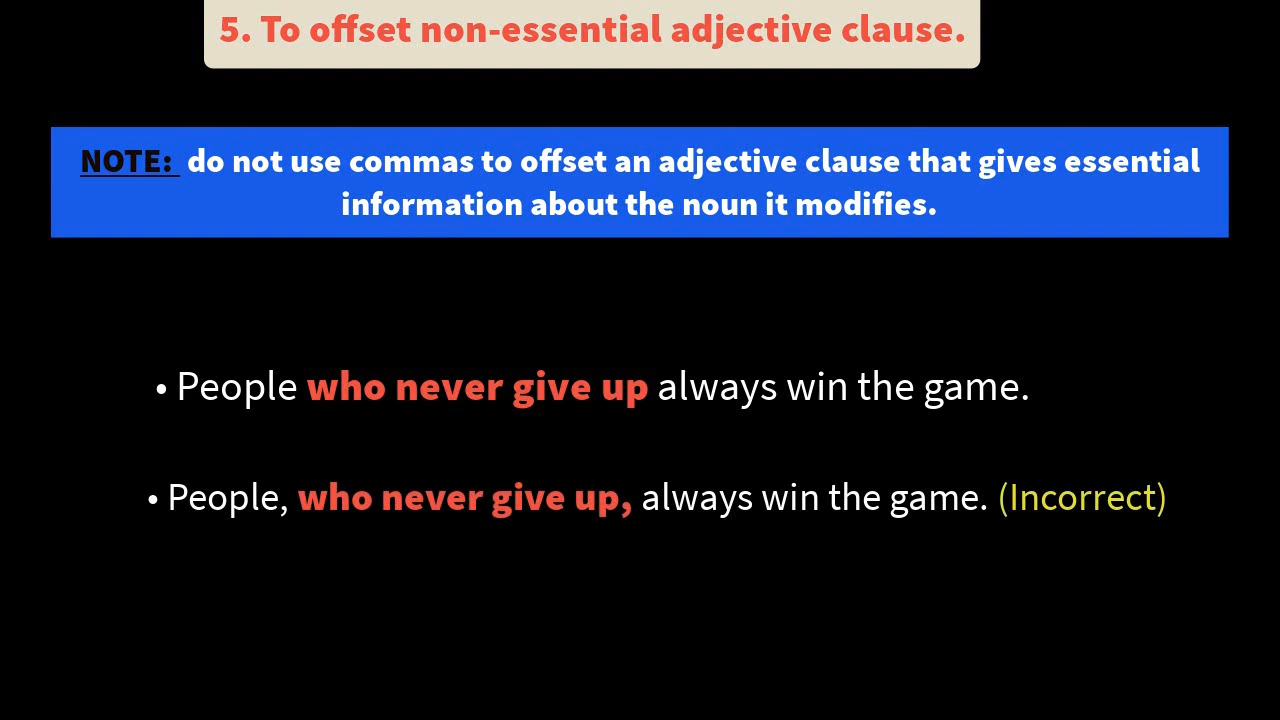 5. To offset non-essential adjective clause.
NOTE: do not use commas to offset an adjective clause that gives essential
information about the noun it modifies.
• People who never give up always win the game.
• People, who never give up, always win the game. (Incorrect)